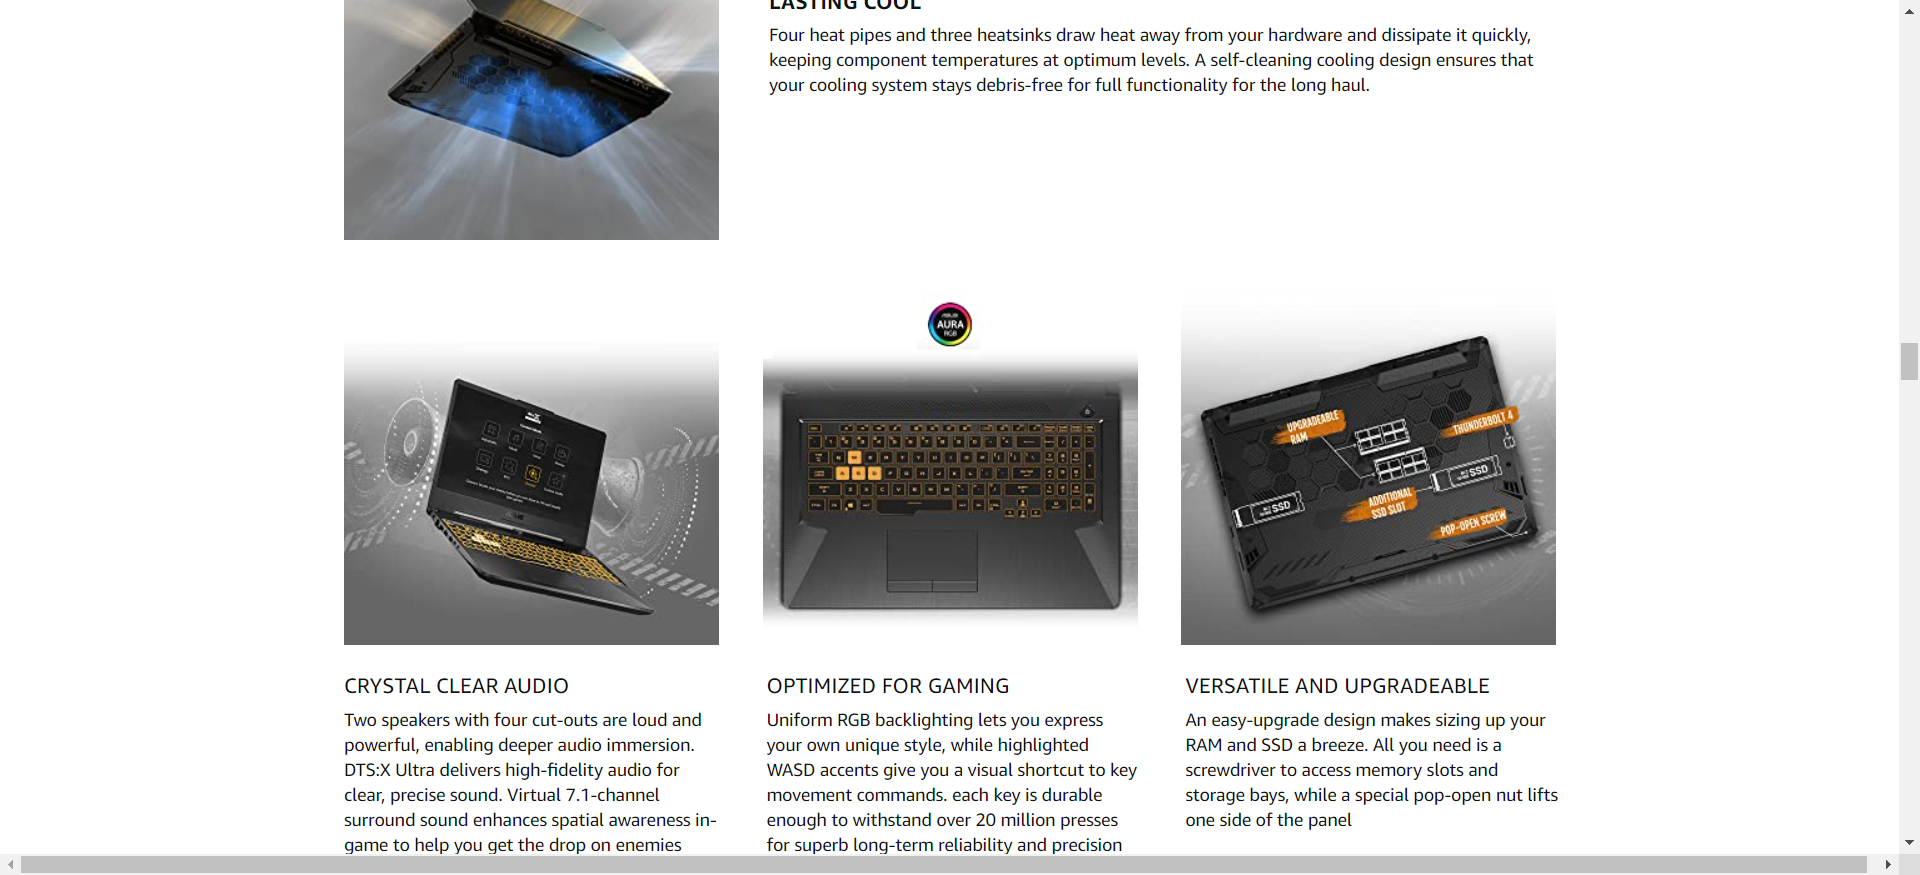 LASTING COOL
Four heat pipes and three heatsinks draw heat away from your hardware and dissipate it quickly,
keeping component temperatures at optimum levels. A self-cleaning cooling design ensures that
your cooling system stays debris-free for full functionality for the long haul.
AURA
RGB
UPGRADEABLE
RAM
THUNDERBOLT 4
SSD
SSD
ADDITIONAL
SSD SLOT
POP-OPEN SCREW
CRYSTAL CLEAR AUDIO
Two speakers with four cut-outs are loud and
powerful, enabling deeper audio immersion.
DTS:X Ultra delivers high-fidelity audio for
clear, precise sound. Virtual 7.1-channel
surround sound enhances spatial awareness in-
game to help you get the drop on enemies
OPTIMIZED FOR GAMING
Uniform RGB backlighting lets you express
your own unique style, while highlighted
WASD accents give you a visual shortcut to key
movement commands. each key is durable
enough to withstand over 20 million presses
for superb long-term reliability and precision
VERSATILE AND UPGRADEABLE
An easy-upgrade design makes sizing up your
RAM and SSD a breeze. All you need is a
screwdriver to access memory slots and
storage bays, while a special pop-open nut lifts
one side of the panel